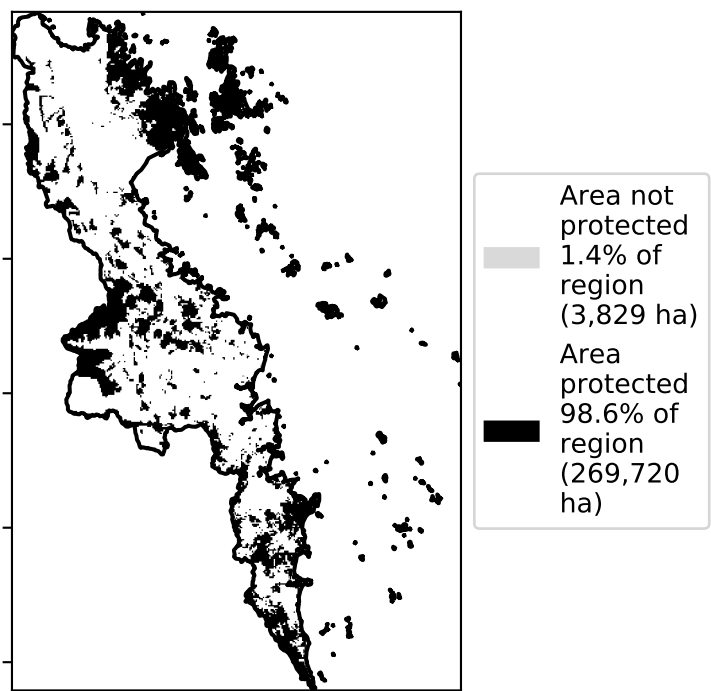 Area not
protected
1.4% of
region
(3,829 ha)
Area
protected
98.6% of
region
(269,720
ha)